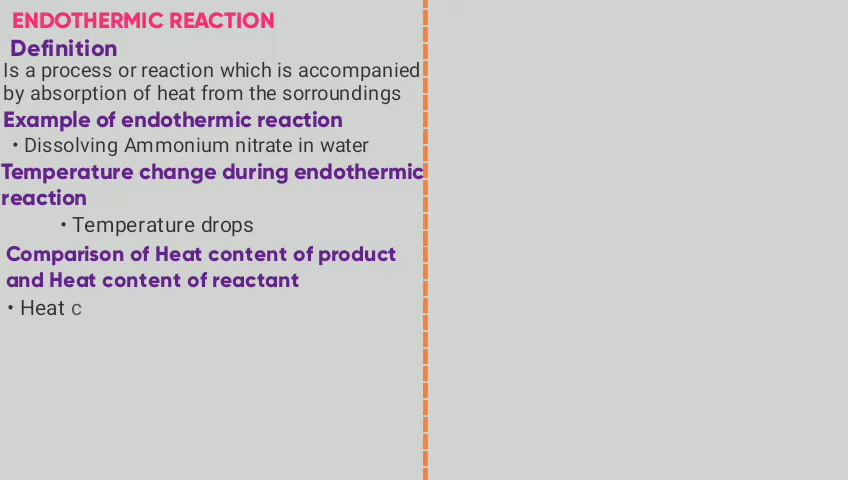 ENDOTHERMIC REACTION
Definition
Is a process or reaction which is accompanied
by absorption of heat from the sorroundings
Example of endothermic reaction
• Dissolving Ammonium nitrate in water
Temperature change during endothermic
reaction
• Temperature drops
Comparison of Heat content of product
and Heat content of reactant
• Heat c